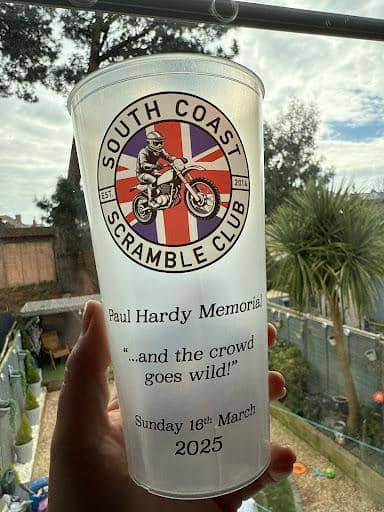 SOUTH COAST
EST. 2014
SCRAMBLE CLUB
Paul Hardy Memorial
“...and the crowd
goes wild!”
Sunday 16th March
2025